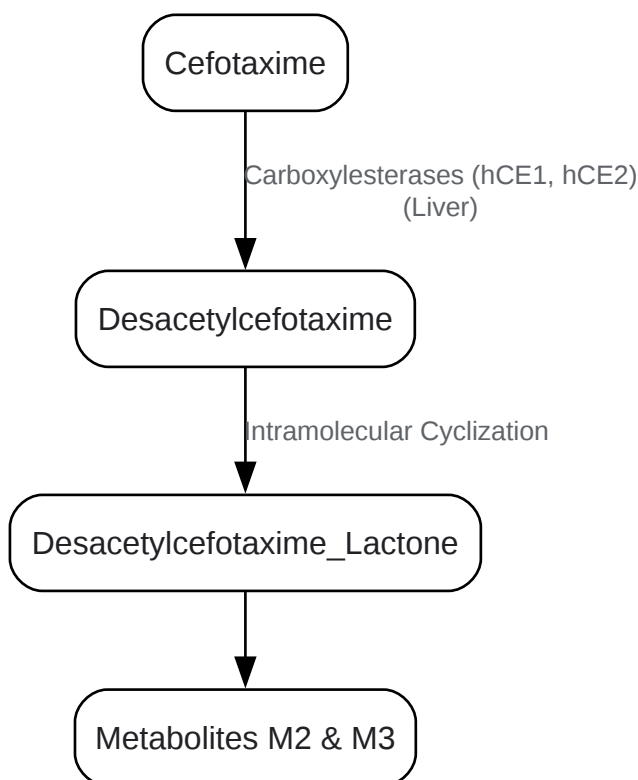 Cefotaxime
Carboxylesterases (hCE1, hCE2)
(Liver)
Desacetylcefotaxime
Intramolecular Cyclization
Desacetylcefotaxime_Lactone
Metabolites M2 & M3